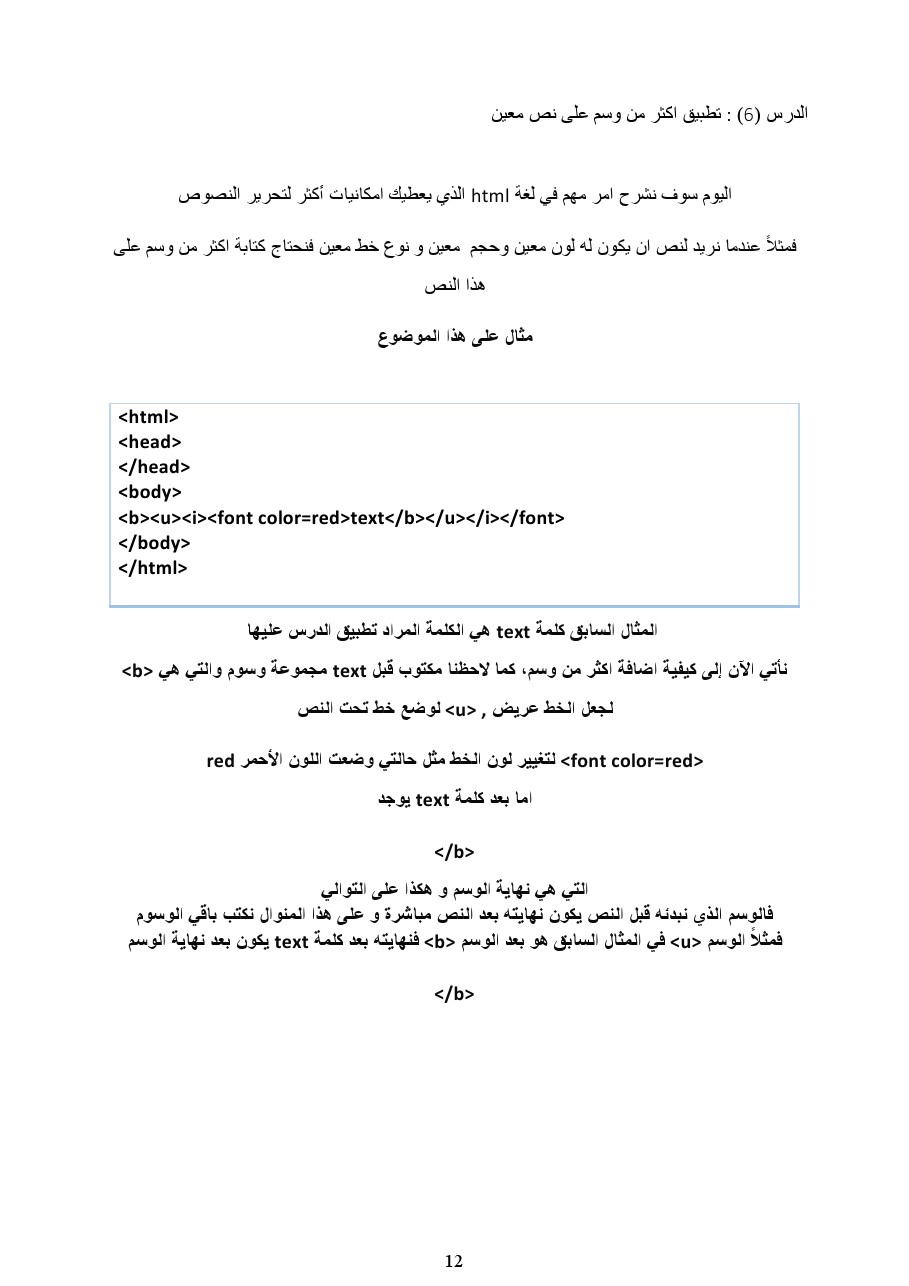 الدرس (6) : تطبيق اكثر من وسم على نص معين
اليوم سوف نشرح امر مهم في لغة html الذي يعطيك امكانيات أكثر لتحرير النصوص
فمثلاً عندما نريد لنص ان يكون له لون معين وحجم معين و نوع خط معين فنحتاج كتابة اكثر من وسم على
هذا النص
مثال على هذا الموضوع
<html>
<head>
</head>
<body>
<b><u><i><font color=red>text</b></u></i></font>
</body>
</html>
المثال السابق كلمة text هي الكلمة المراد تطبيق الدرس عليها
نأتي الآن إلى كيفية اضافة اكثر من وسم، كما لاحظنا مكتوب قبل text مجموعة وسوم والتي هي <b>
لجعل الخط عريض , <u> لوضع خط تحت النص
<font color=red> لتغيير لون الخط مثل حالتي وضعت اللون الأحمر red
اما بعد كلمة text يوجد
</b>
التي هي نهاية الوسم و هكذا على التوالي
فالوسم الذي نبدئه قبل النص يكون نهايته بعد النص مباشرة و على هذا المنوال نكتب باقي الوسوم
فمثلاً الوسم <u> في المثال السابق هو بعد الوسم <b> فنهايته بعد كلمة text يكون بعد نهاية الوسم
</b>
12